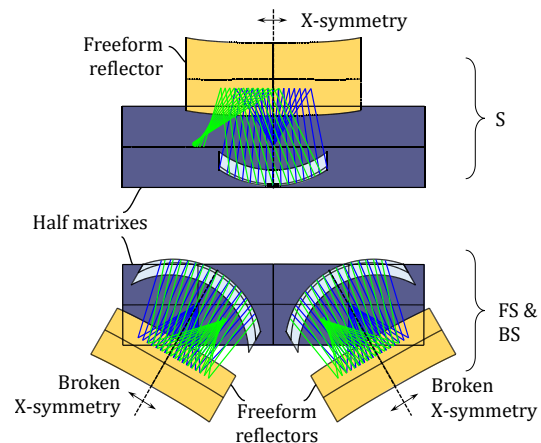 X-symmetry
Freeform
reflector
S
Half matrixes
FS &
BS
Broken
X-symmetry
Freeform
reflectors
Broken
X-symmetry